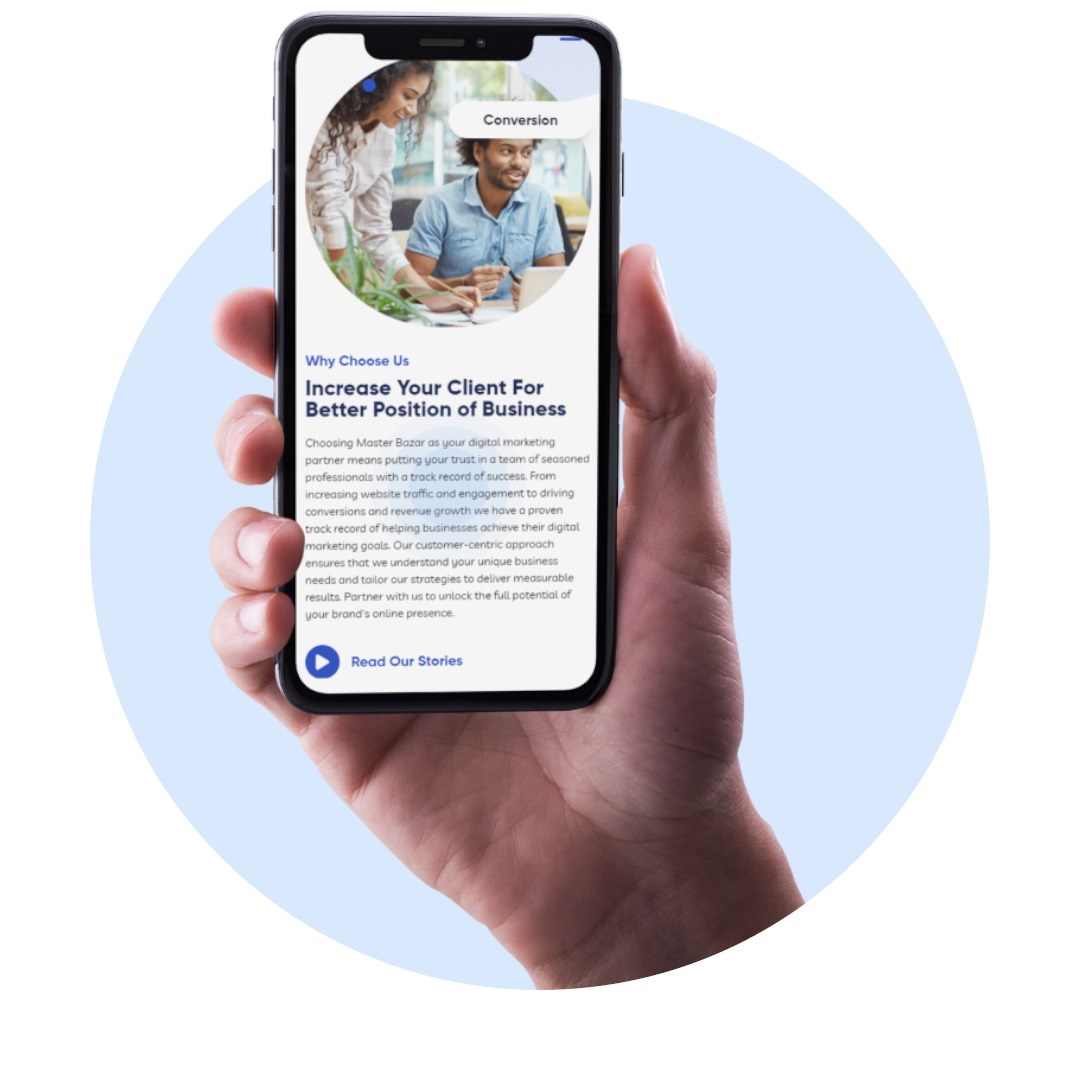 Conversion
Why Choose Us
Increase Your Client For
Better Position of Business
Choosing Master Bazar as your digital marketing
partner means putting your trust in a team of seasoned
professionals with a track record of success. From
increasing website traffic and engagement to driving
conversions and revenue growth we have a proven
track record of helping businesses achieve their digital
marketing goals. Our customer-centric approach
ensures that we understand your unique business
needs and tailor our strategies to deliver measurable
results. Partner with us to unlock the full potential of
your brand's online presence.
Read Our Stories